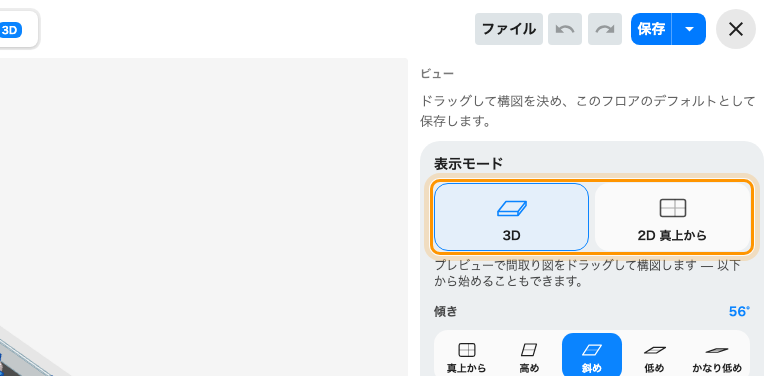 3D
ファイル
保存
ビュー
ドラッグして構図を決め、このフロアのデフォルトとして
保存します。
表示モード
3D
2D 真上から
プレビューで間取り図をドラッグして構図します — 以下
から始めることもできます。
傾き
56°
真上から
高め
斜め
低め
かなり低め